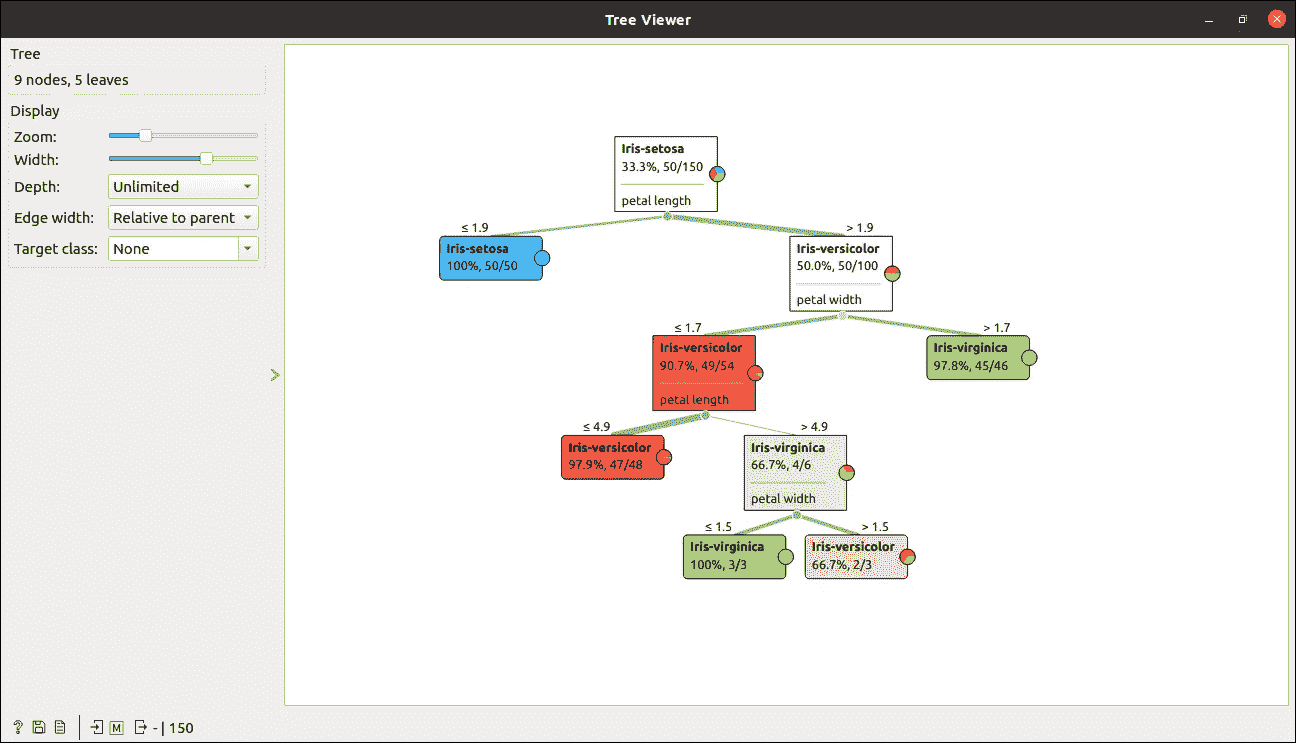 Tree Viewer
Tree
9 nodes, 5 leaves
Display
Zoom:
Width:
Depth: Unlimited
Edge width: Relative to parent
Target class: None
Iris-setosa
33.3%, 50/150
petal length
≤ 1.9
> 1.9
Iris-setosa
100%, 50/50
Iris-versicolor
50.0%, 50/100
petal width
≤ 1.7
> 1.7
Iris-versicolor
90.7%, 49/54
petal length
Iris-virginica
97.8%, 45/46
≤ 4.9
> 4.9
Iris-versicolor
97.9%, 47/48
Iris-virginica
66.7%, 4/6
petal width
≤ 1.5
> 1.5
Iris-virginica
100%, 3/3
Iris-versicolor
66.7%, 2/3
? M - | 150